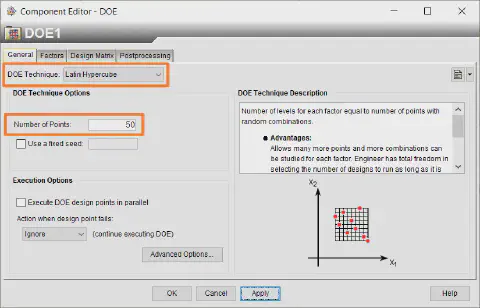 Component Editor - DOE
DOE1
General Factors Design Matrix Postprocessing
DOE Technique: Latin Hypercube
DOE Technique Options
Number of Points: 50
Use a fixed seed:
Execution Options
Execute DOE design points in parallel
Action when design point fails:
Ignore (continue executing DOE)
Advanced Options...
DOE Technique Description
Number of levels for each factor equal to number of points with
random combinations.
Advantages:
Allows many more points and more combinations
can be studied for each factor. Engineer has total freedom in
selecting the number of designs to run as long as it is
X2
X1
OK Cancel Apply Help